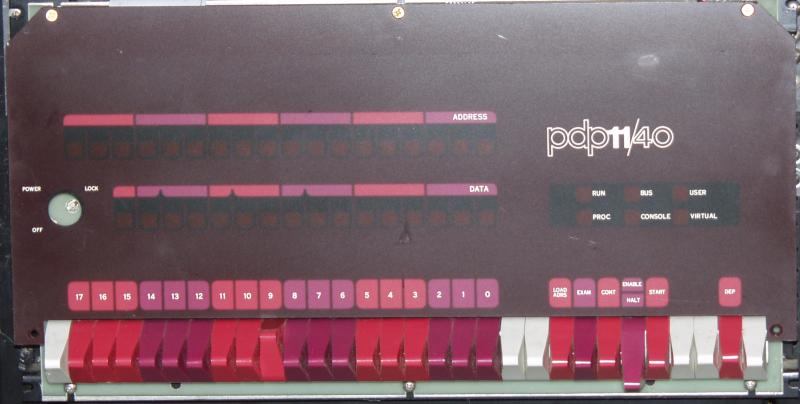 ADDRESS
pdp11/40
POWER
LOCK
OFF
DATA
RUN BUS USER
PROC CONSOLE VIRTUAL
17 16 15 14 13 12 11 10 9 8 7 6 5 4 3 2 1 0
LOAD ADRS
EXAM
CONT
ENABLE
HALT
START
DEP